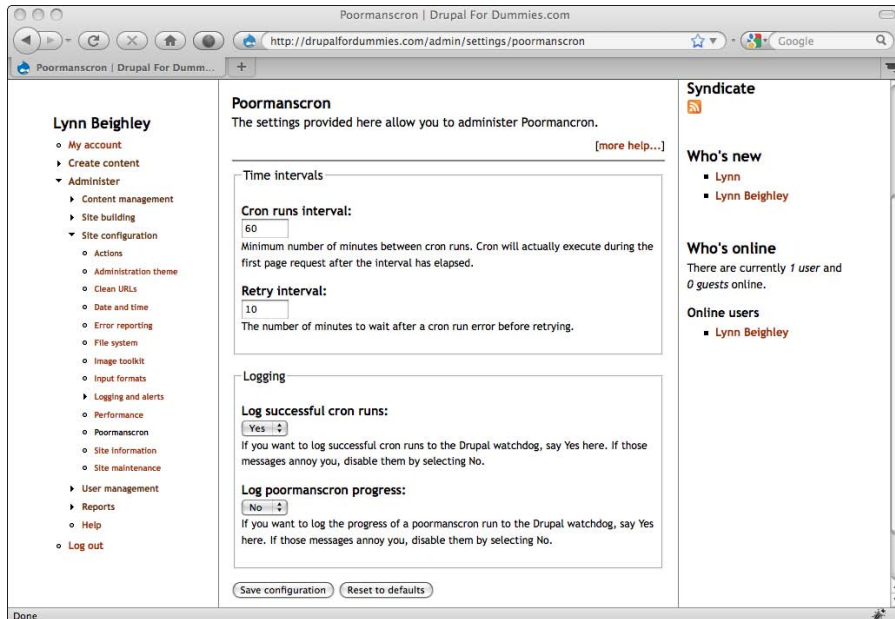 Poormanscron | Drupal For Dummies.com
http://drupalfordummies.com/admin/settings/poormanscron
Google
Poormanscron | Drupal For Dumm...
+
Lynn Beighley
My account
Create content
Administer
Content management
Site building
Site configuration
Actions
Administration theme
Clean URLs
Date and time
Error reporting
File system
Image toolkit
Input formats
Logging and alerts
Performance
Poormanscron
Site information
Site maintenance
User management
Reports
Help
Log out
Poormanscron
The settings provided here allow you to administer Poormancron.
[more help...]
Time intervals
Cron runs interval:
60
Minimum number of minutes between cron runs. Cron will actually execute during the
first page request after the interval has elapsed.
Retry interval:
10
The number of minutes to wait after a cron run error before retrying.
Logging
Log successful cron runs:
Yes
If you want to log successful cron runs to the Drupal watchdog, say Yes here. If those
messages annoy you, disable them by selecting No.
Log poormanscron progress:
No
If you want to log the progress of a poormanscron run to the Drupal watchdog, say Yes
here. If those messages annoy you, disable them by selecting No.
Save configuration
Reset to defaults
Syndicate
Who's new
Lynn
Lynn Beighley
Who's online
There are currently 1 user and
0 guests online.
Online users
Lynn Beighley
Done